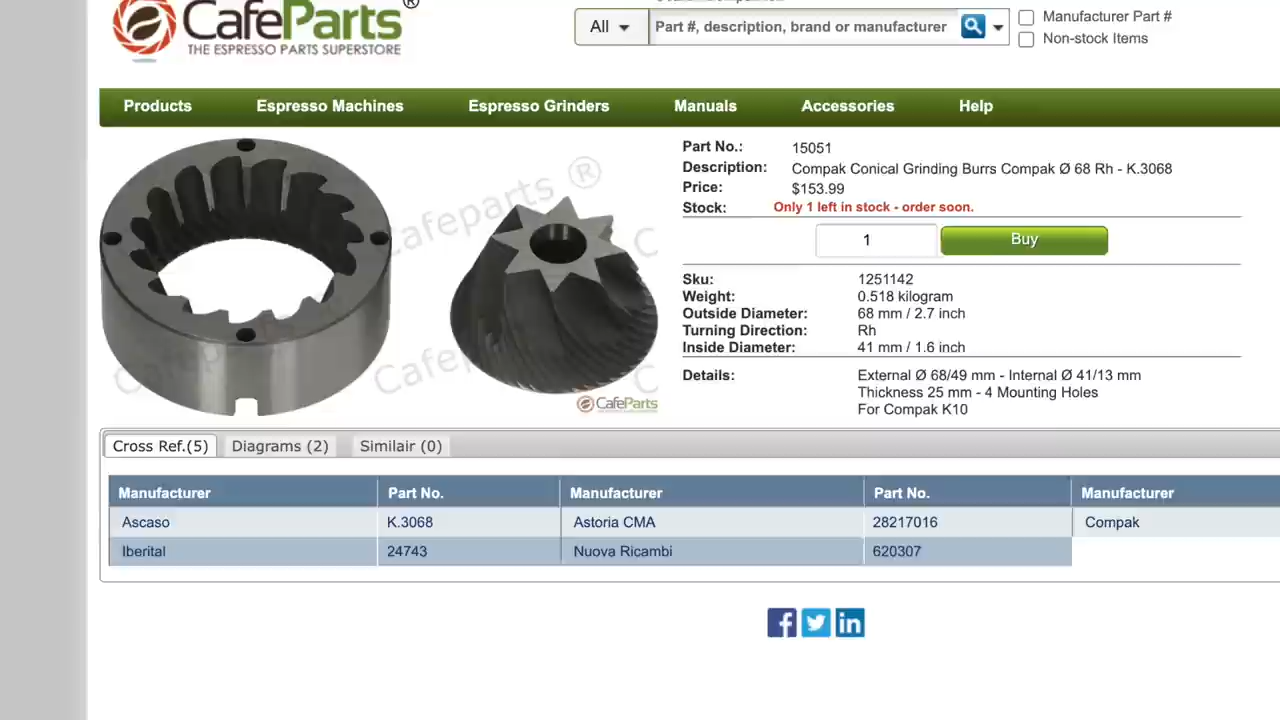 CafeParts®
THE ESPRESSO PARTS SUPERSTORE
All
Part #, description, brand or manufacturer
Manufacturer Part #
Non-stock Items
Products Espresso Machines Espresso Grinders Manuals Accessories Help
Part No.: 15051
Description: Compak Conical Grinding Burrs Compak Ø 68 Rh - K.3068
Price: $153.99
Stock: Only 1 left in stock - order soon.
1 Buy
Sku: 1251142
Weight: 0.518 kilogram
Outside Diameter: 68 mm / 2.7 inch
Turning Direction: Rh
Inside Diameter: 41 mm / 1.6 inch
Details: External Ø 68/49 mm - Internal Ø 41/13 mm
Thickness 25 mm - 4 Mounting Holes
For Compak K10
Cafeparts ®
CafeParts
Cross Ref.(5) Diagrams (2) Similair (0)
Manufacturer Part No. Manufacturer Part No. Manufacturer
Ascaso K.3068 Astoria CMA 28217016 Compak
Iberital 24743 Nuova Ricambi 620307